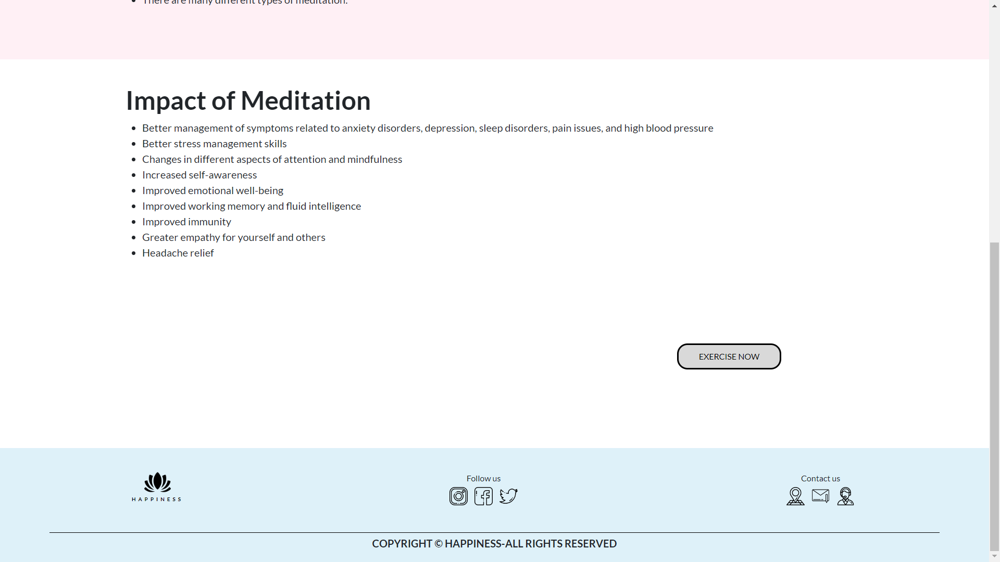 There are many different types of meditation.
Impact of Meditation
Better management of symptoms related to anxiety disorders, depression, sleep disorders, pain issues, and high blood pressure
Better stress management skills
Changes in different aspects of attention and mindfulness
Increased self-awareness
Improved emotional well-being
Improved working memory and fluid intelligence
Improved immunity
Greater empathy for yourself and others
Headache relief
EXERCISE NOW
HAPPINESS
Follow us
Contact us
COPYRIGHT © HAPPINESS-ALL RIGHTS RESERVED